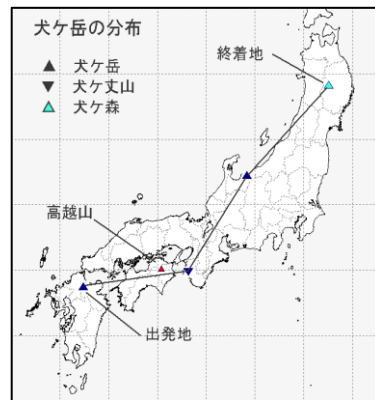 犬ケ岳の分布
▲ 犬ケ岳
▼ 犬ケ丈山
▲ 犬ケ森
終着地
高越山
出発地